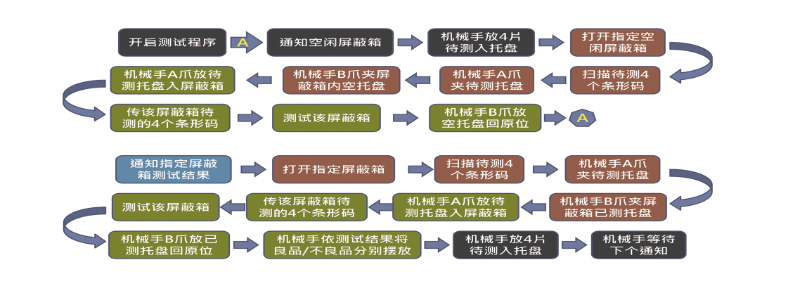 开启测试程序
A
通知空闲屏蔽箱
机械手放4片
待测入托盘
打开指定空
闲屏蔽箱
扫描待测4
个条形码
机械手A爪
夹待测托盘
机械手B爪夹屏
蔽箱内空托盘
机械手A爪放待
测托盘入屏蔽箱
传该屏蔽箱待
测的4个条形码
测试该屏蔽箱
机械手B爪放
空托盘回原位
A
通知指定屏蔽
箱测试结果
打开指定屏蔽箱
扫描待测4
个条形码
机械手A爪
夹待测托盘
机械手B爪夹屏
蔽箱已测托盘
机械手A爪放待
测托盘入屏蔽箱
传该屏蔽箱待
测的4个条形码
测试该屏蔽箱
机械手B爪放已
测托盘回原位
机械手依测试结果将
良品/不良品分别摆放
机械手放4片
待测入托盘
机械手等待
下个通知